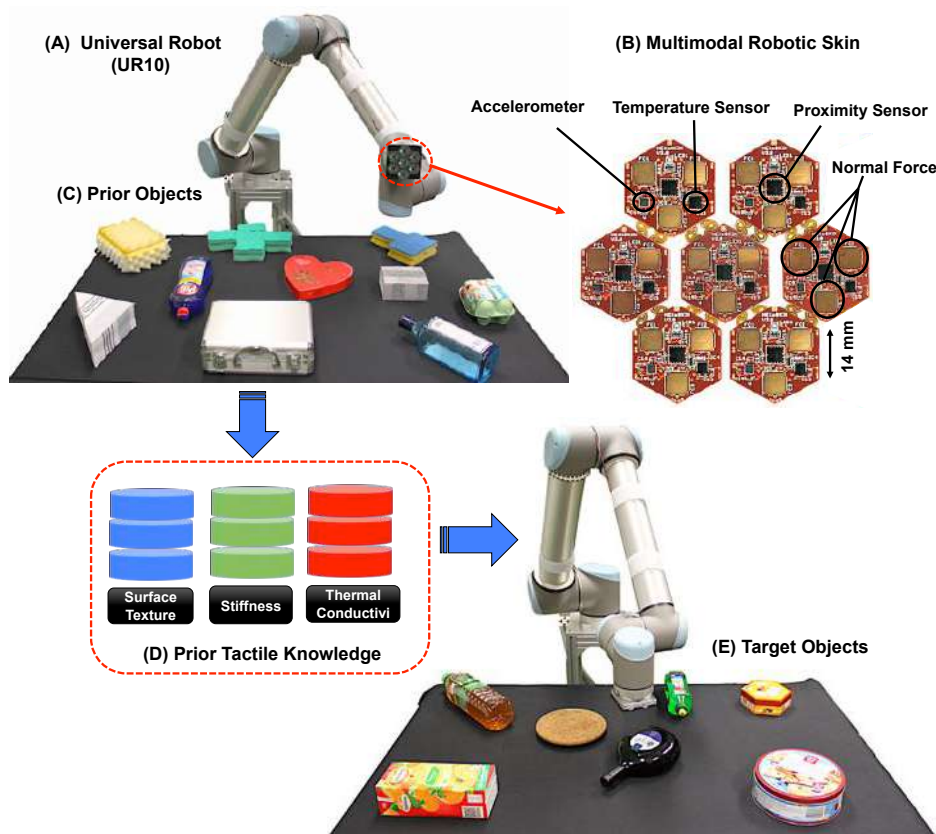 (A) Universal Robot
(UR10)
(B) Multimodal Robotic Skin
Accelerometer
Temperature Sensor
Proximity Sensor
Normal Force
(C) Prior Objects
14 mm
Surface
Texture
Stiffness
Thermal
Conductivi
(D) Prior Tactile Knowledge
(E) Target Objects